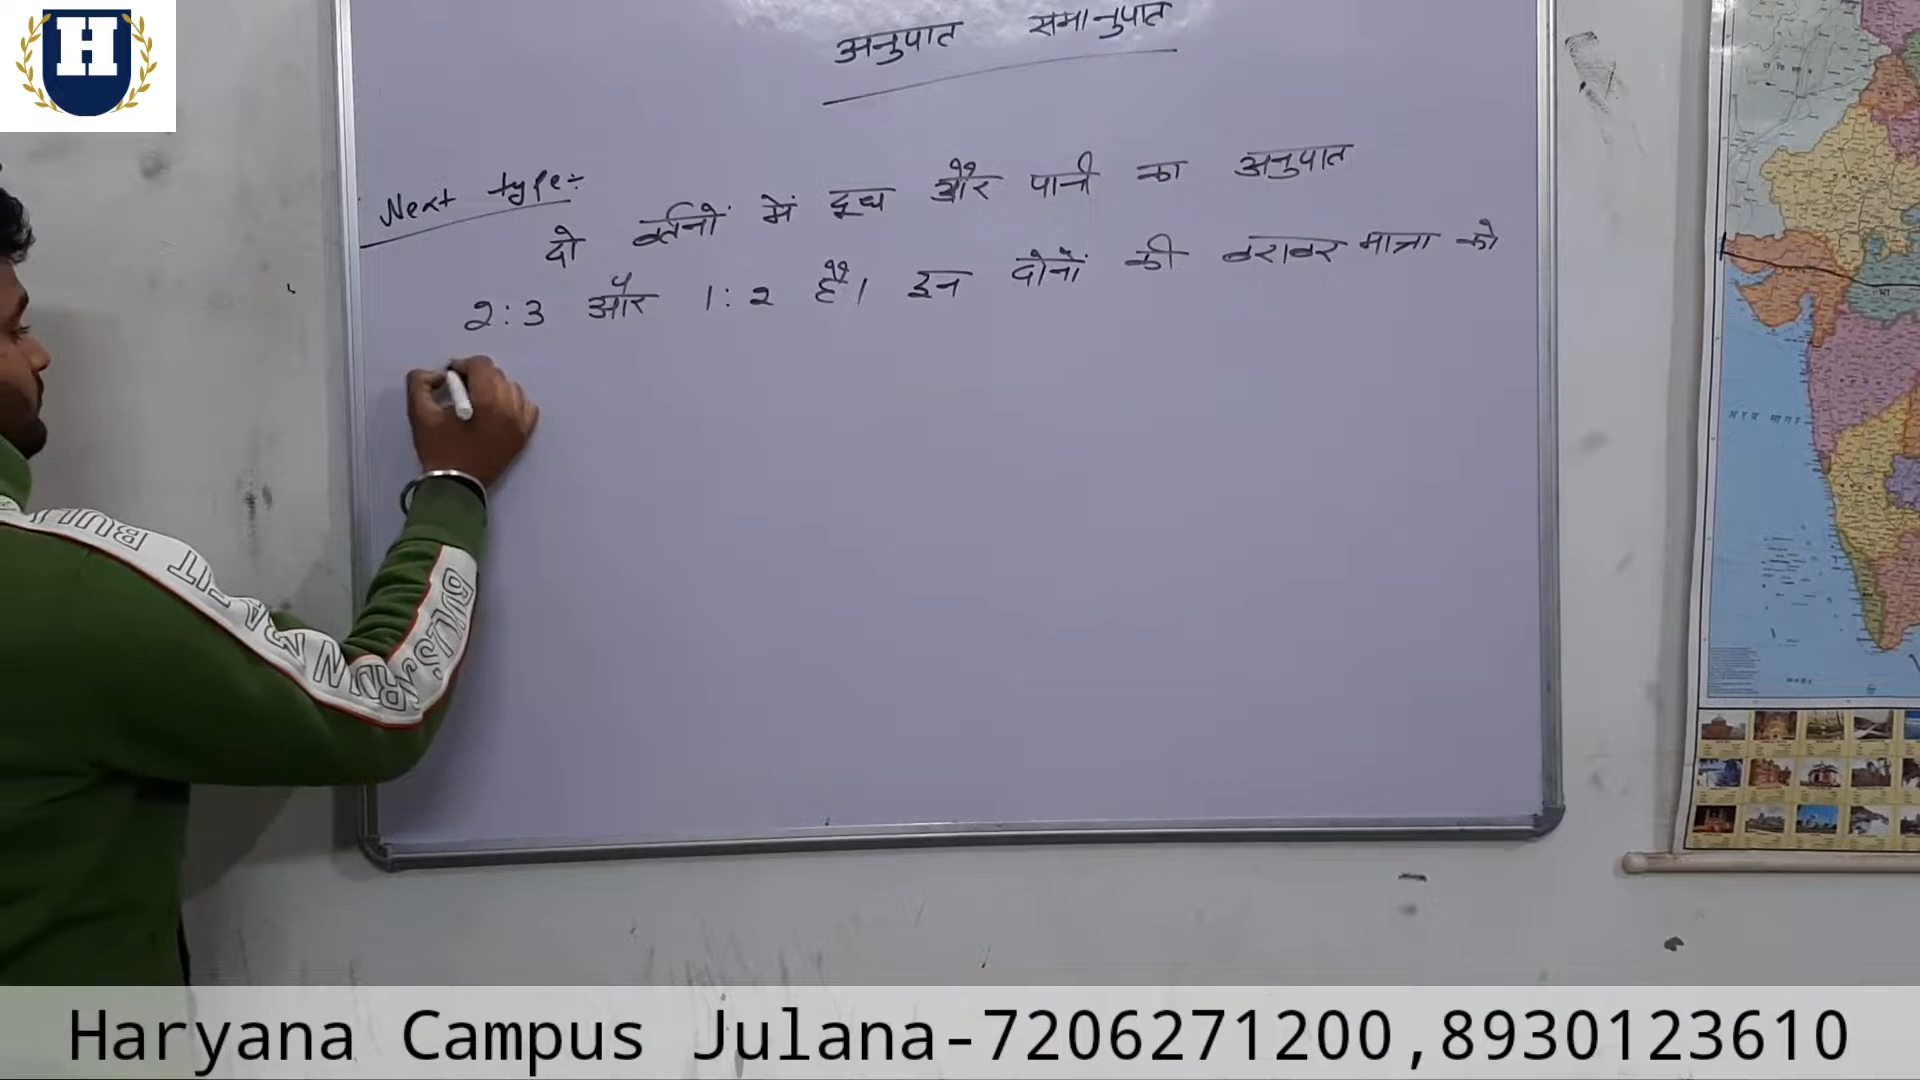 H
अनुपात समानुपात
Next type:-
दो बर्तनों में दूध और पानी का अनुपात
2:3 और 1:2 हैं। इन दोनों की बराबर मात्रा को
Haryana Campus Julana-7206271200,8930123610